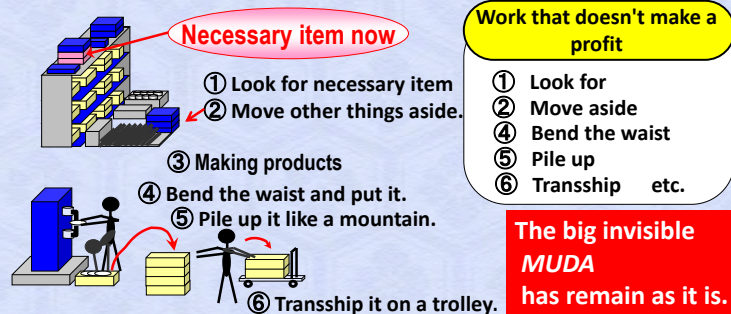 Necessary item now
① Look for necessary item
② Move other things aside.
③ Making products
④ Bend the waist and put it.
⑤ Pile up it like a mountain.
⑥ Transship it on a trolley.
Work that doesn't make a
profit
① Look for
② Move aside
④ Bend the waist
⑤ Pile up
⑥ Transship etc.
The big invisible
MUDA
has remain as it is.